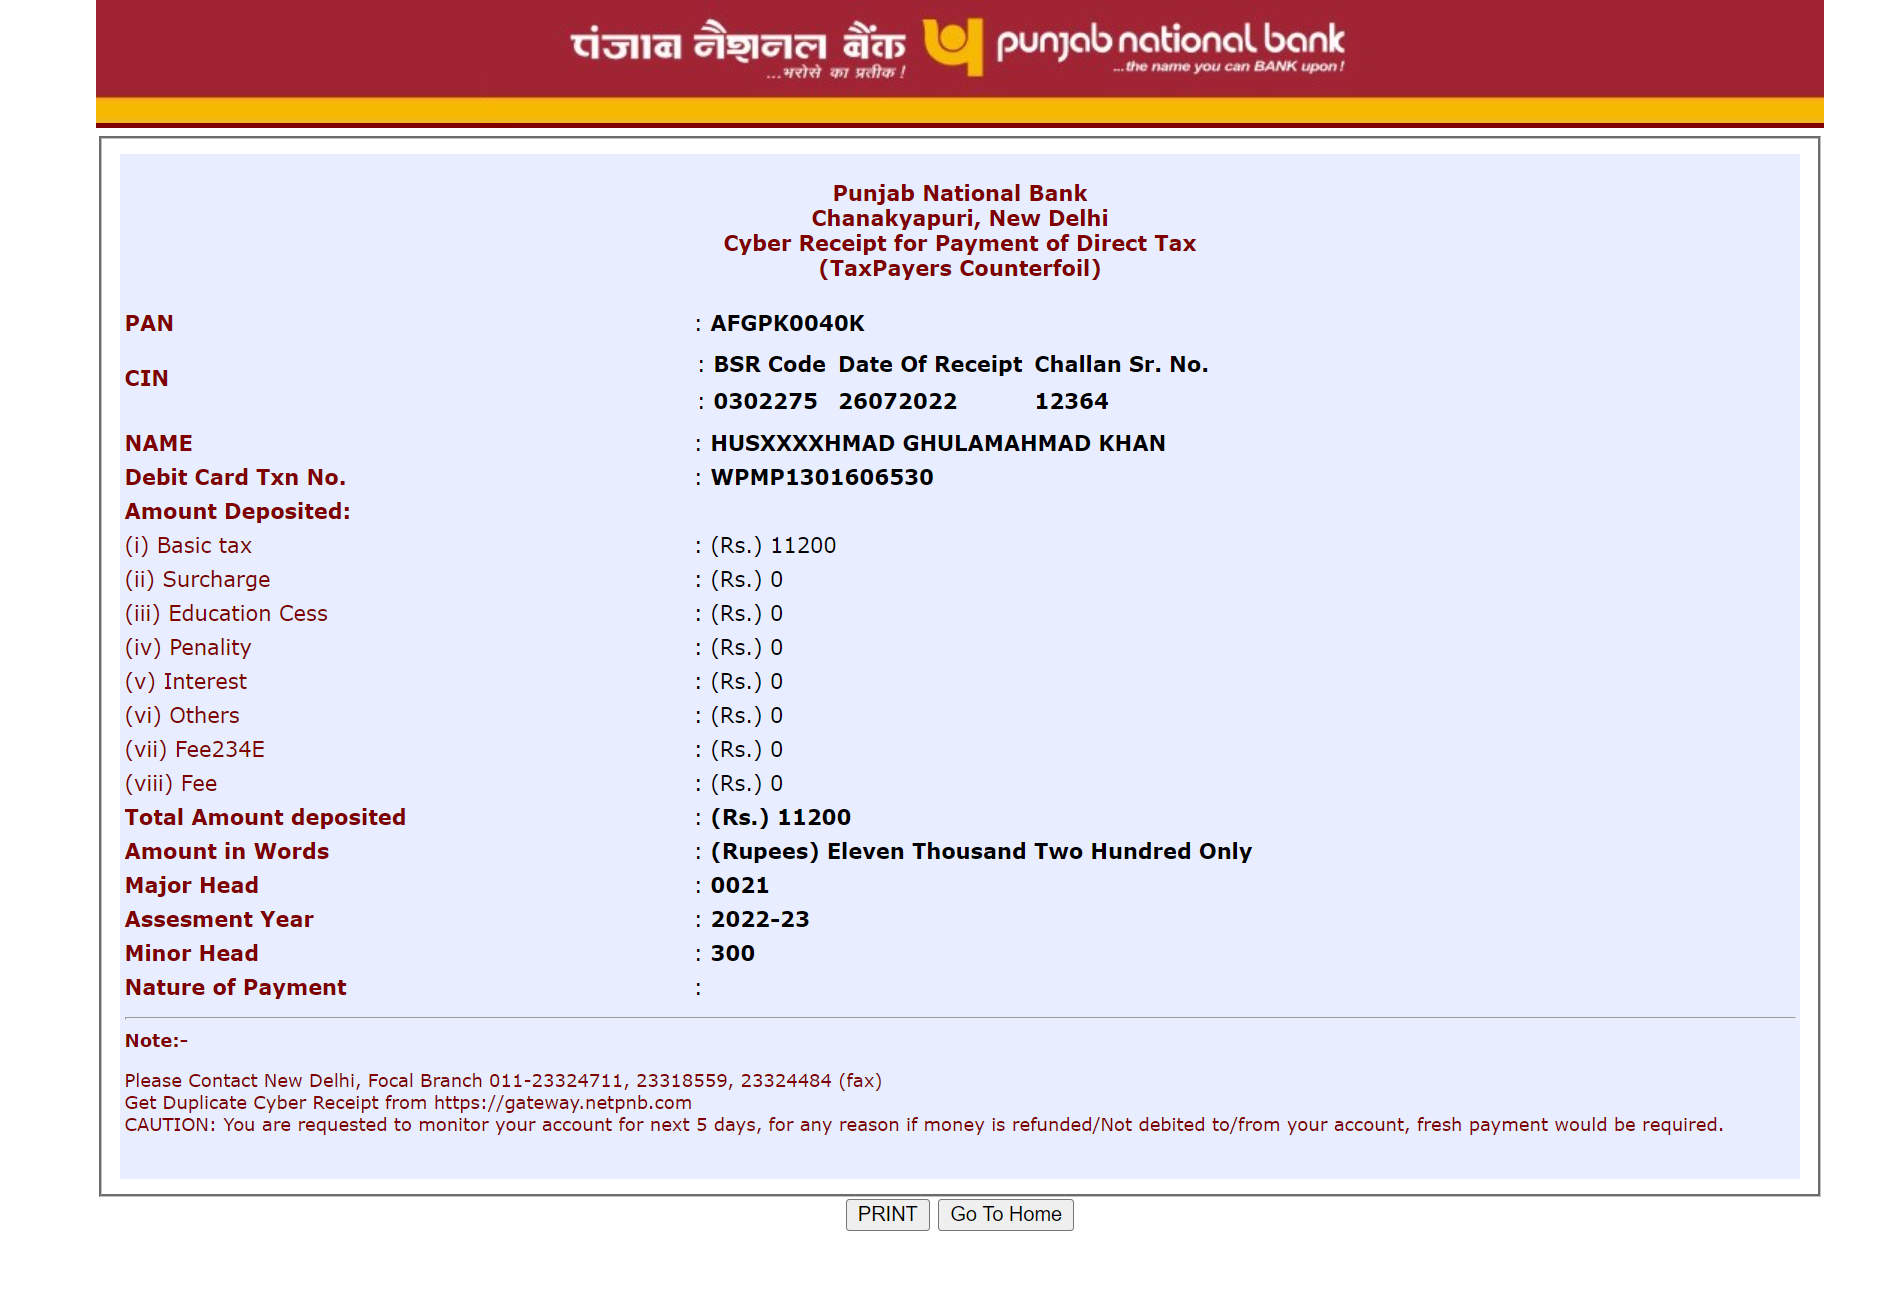 पंजाब नैशनल बैंक punjab national bank
...भरोसे का प्रतीक ! ...the name you can BANK upon !
Punjab National Bank
Chanakyapuri, New Delhi
Cyber Receipt for Payment of Direct Tax
(TaxPayers Counterfoil)
PAN : AFGPK0040K
CIN : BSR Code Date Of Receipt Challan Sr. No.
: 0302275 26072022 12364
NAME : HUSXXXXHMAD GHULAMAHMAD KHAN
Debit Card Txn No. : WPMP1301606530
Amount Deposited:
(i) Basic tax : (Rs.) 11200
(ii) Surcharge : (Rs.) 0
(iii) Education Cess : (Rs.) 0
(iv) Penality : (Rs.) 0
(v) Interest : (Rs.) 0
(vi) Others : (Rs.) 0
(vii) Fee234E : (Rs.) 0
(viii) Fee : (Rs.) 0
Total Amount deposited : (Rs.) 11200
Amount in Words : (Rupees) Eleven Thousand Two Hundred Only
Major Head : 0021
Assesment Year : 2022-23
Minor Head : 300
Nature of Payment :
Note:-
Please Contact New Delhi, Focal Branch 011-23324711, 23318559, 23324484 (fax)
Get Duplicate Cyber Receipt from https://gateway.netpnb.com
CAUTION: You are requested to monitor your account for next 5 days, for any reason if money is refunded/Not debited to/from your account, fresh payment would be required.
PRINT Go To Home